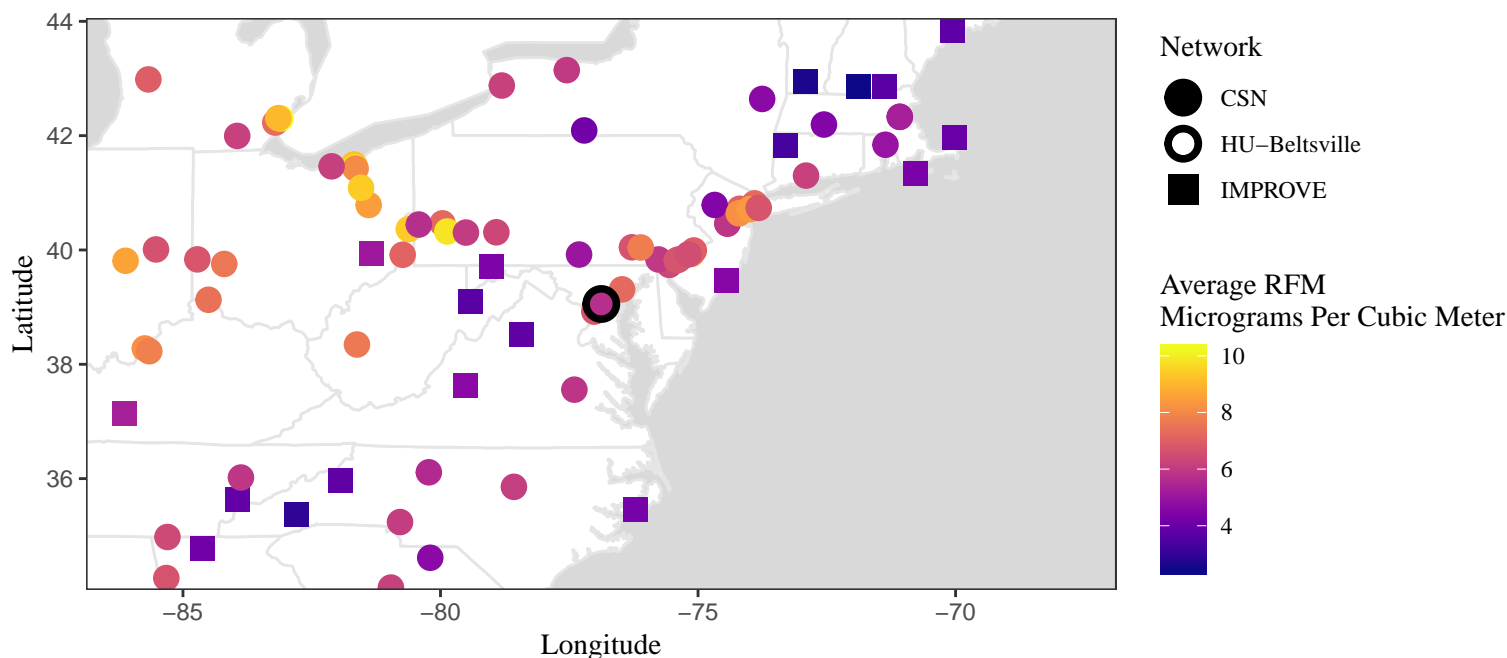 44
42
40
38
36
Latitude
−85
−80
−75
−70
Longitude
Network
CSN
HU−Beltsville
IMPROVE
Average RFM
Micrograms Per Cubic Meter
10
8
6
4